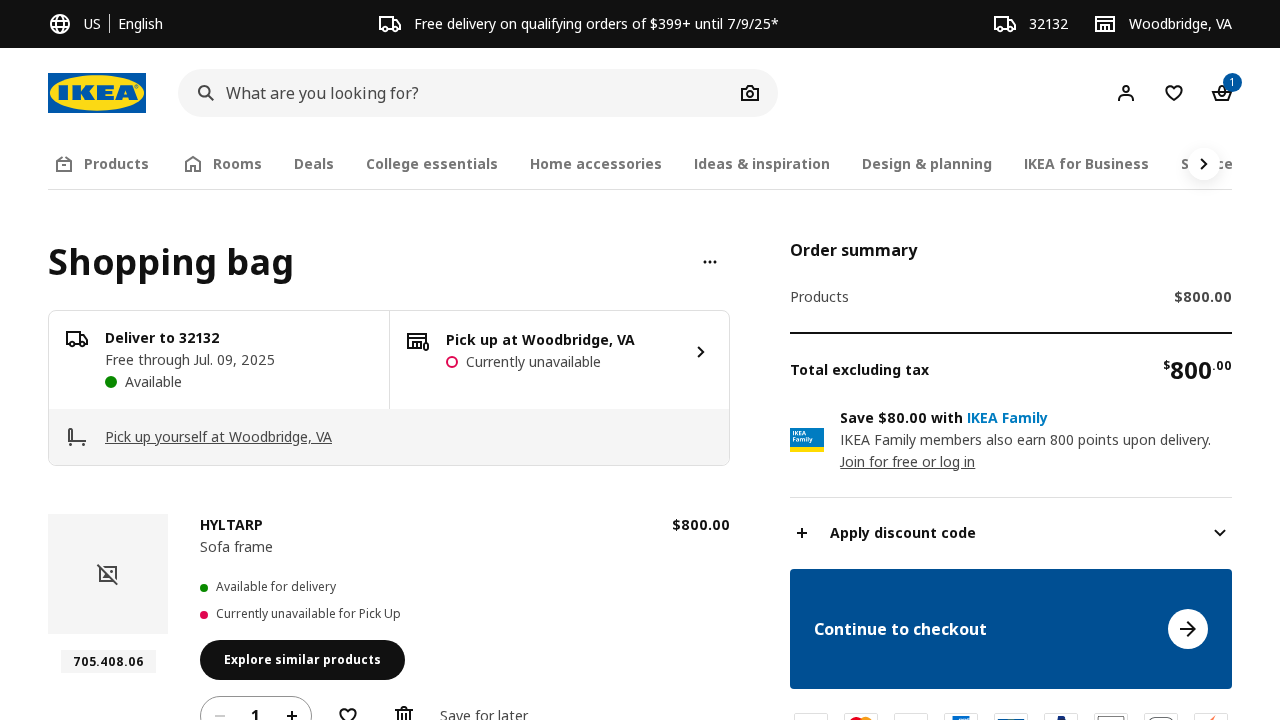 US | English
Free delivery on qualifying orders of $399+ until 7/9/25*
32132
Woodbridge, VA
IKEA
What are you looking for?
1
Products
Rooms
Deals
College essentials
Home accessories
Ideas & inspiration
Design & planning
IKEA for Business
Shopping bag
Deliver to 32132
Free through Jul. 09, 2025
Available
Pick up at Woodbridge, VA
Currently unavailable
Pick up yourself at Woodbridge, VA
HYLTARP
$800.00
Sofa frame
Available for delivery
Currently unavailable for Pick Up
705.408.06
Explore similar products
1
Save for later
Order summary
Products
$800.00
Total excluding tax
$800.00
Save $80.00 with IKEA Family
IKEA Family
IKEA Family members also earn 800 points upon delivery.
Join for free or log in
Apply discount code
Continue to checkout